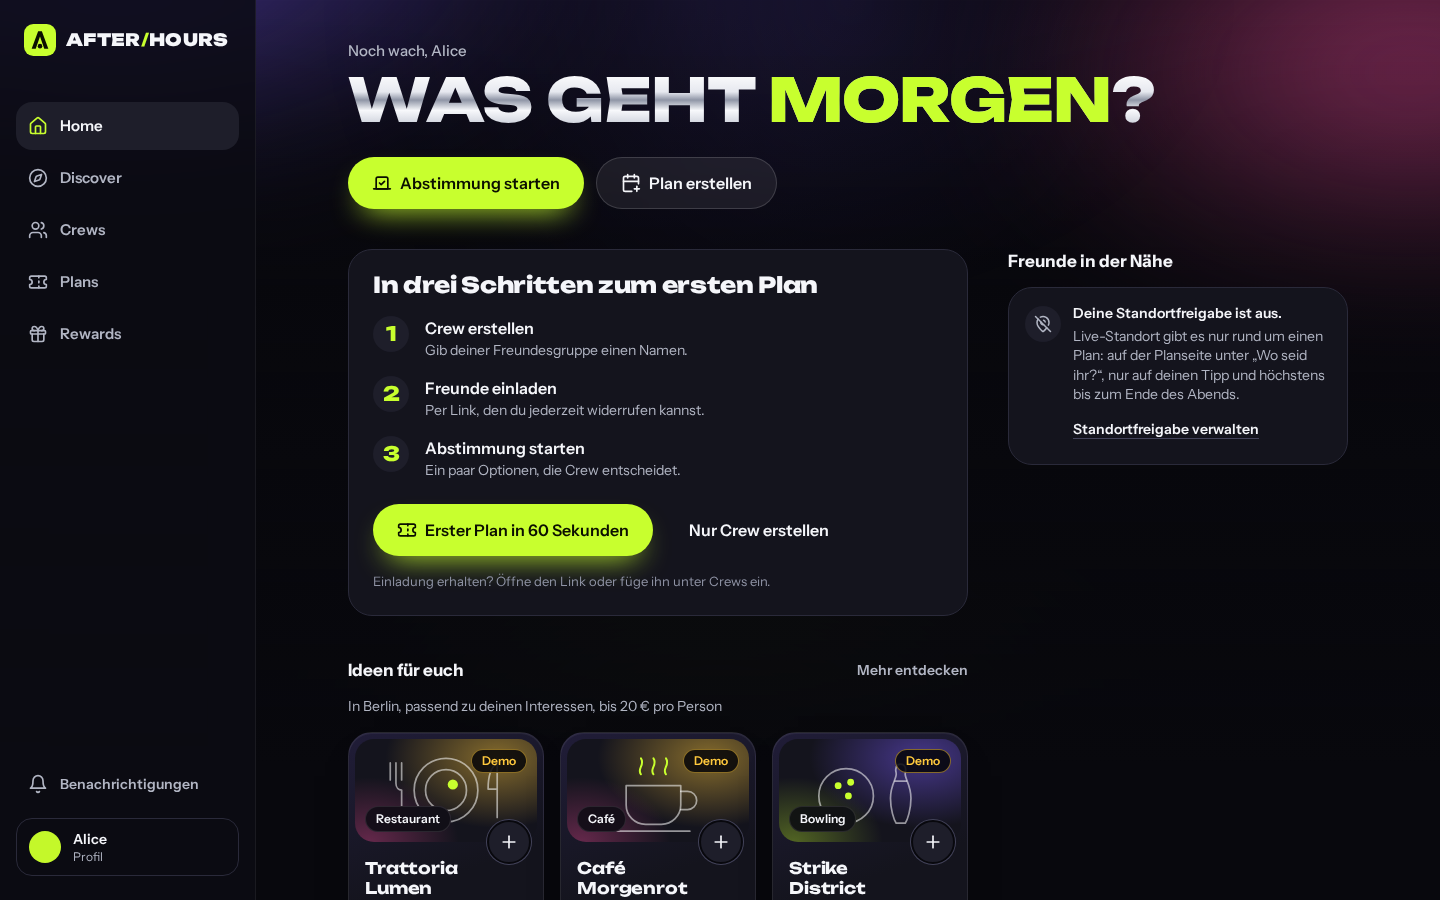 AFTER/HOURS
Home
Discover
Crews
Plans
Rewards
Benachrichtigungen
Alice
Profil
Noch wach, Alice
WAS GEHT MORGEN?
Abstimmung starten
Plan erstellen
In drei Schritten zum ersten Plan
1
Crew erstellen
Gib deiner Freundesgruppe einen Namen.
2
Freunde einladen
Per Link, den du jederzeit widerrufen kannst.
3
Abstimmung starten
Ein paar Optionen, die Crew entscheidet.
Erster Plan in 60 Sekunden
Nur Crew erstellen
Einladung erhalten? Öffne den Link oder füge ihn unter Crews ein.
Freunde in der Nähe
Deine Standortfreigabe ist aus.
Live-Standort gibt es nur rund um einen
Plan: auf der Planseite unter „Wo seid
ihr?“, nur auf deinen Tipp und höchstens
bis zum Ende des Abends.
Standortfreigabe verwalten
Ideen für euch
Mehr entdecken
In Berlin, passend zu deinen Interessen, bis 20 € pro Person
Demo
Restaurant
Trattoria
Lumen
Demo
Café
Café
Morgenrot
Demo
Bowling
Strike
District